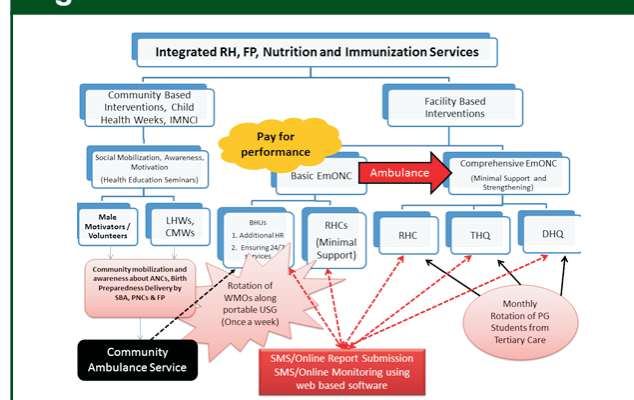 Integrated RH, FP, Nutrition and Immunization Services
Community Based
Interventions, Child
Health Weeks, IMNCI
Facility Based
Interventions
Pay for
performance
Social Mobilization, Awareness,
Motivation
(Health Education Seminars)
Basic EmONC
Ambulance
Comprehensive EmONC
(Minimal Support and
Strengthening)
Male
Motivators /
Volunteers
LHWs,
CMWs
BHUs
1. Additional HR
2. Ensuring 24/7
services
RHCs
(Minimal
Support)
RHC
THQ
DHQ
Community mobilization and
awareness about ANCs, Birth
Preparedness Delivery by
SBA, PNCs & FP
Rotation of
WMOs along
portable USG
(Once a week)
Monthly
Rotation of PG
Students from
Tertiary Care
Community
Ambulance Service
SMS/Online Report Submission
SMS/Online Monitoring using
web based software